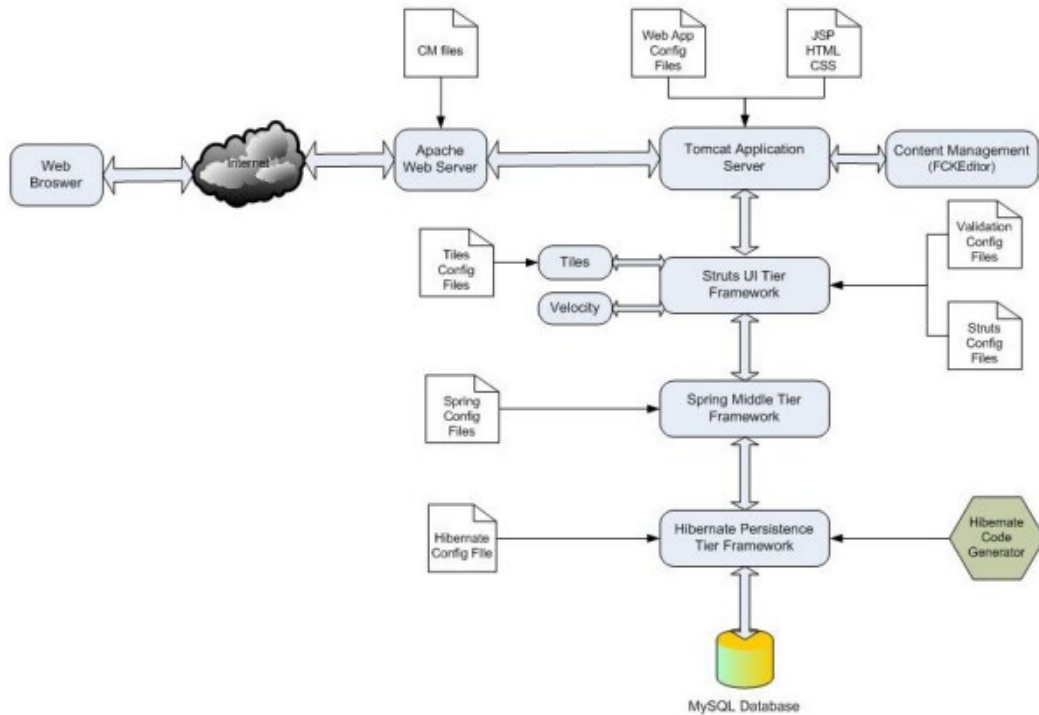 CM files
Web App
Config
Files
JSP
HTML
CSS
Web
Broswer
Internet
Apache
Web Server
Tomcat Application
Server
Content Management
(FCKEditor)
Tiles
Config
Files
Tiles
Velocity
Struts UI Tier
Framework
Validation
Config
Files
Struts
Config
Files
Spring
Config
Files
Spring Middle Tier
Framework
Hibernate
Config FIle
Hibernate Persistence
Tier Framework
Hibernate
Code
Generator
MySQL Database